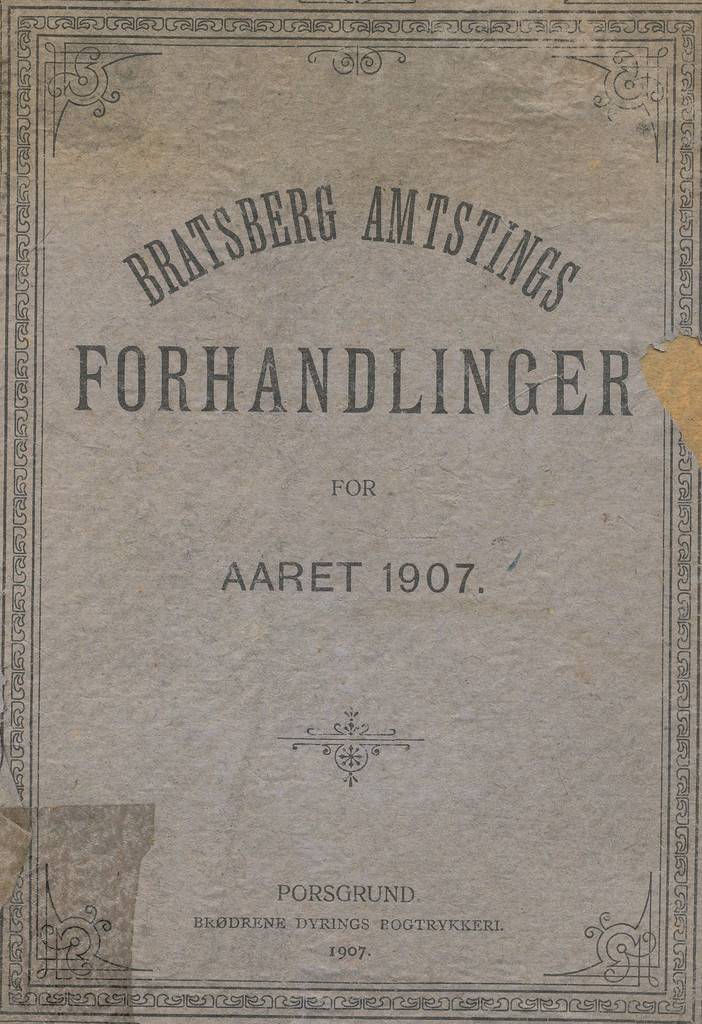 BRATSBERG AMTSTINGS
FORHANDLINGER
FOR
AARET 1907.
PORSGRUND.
BRØDRENE DYRINGS BOGTRYKKERI.
1907.